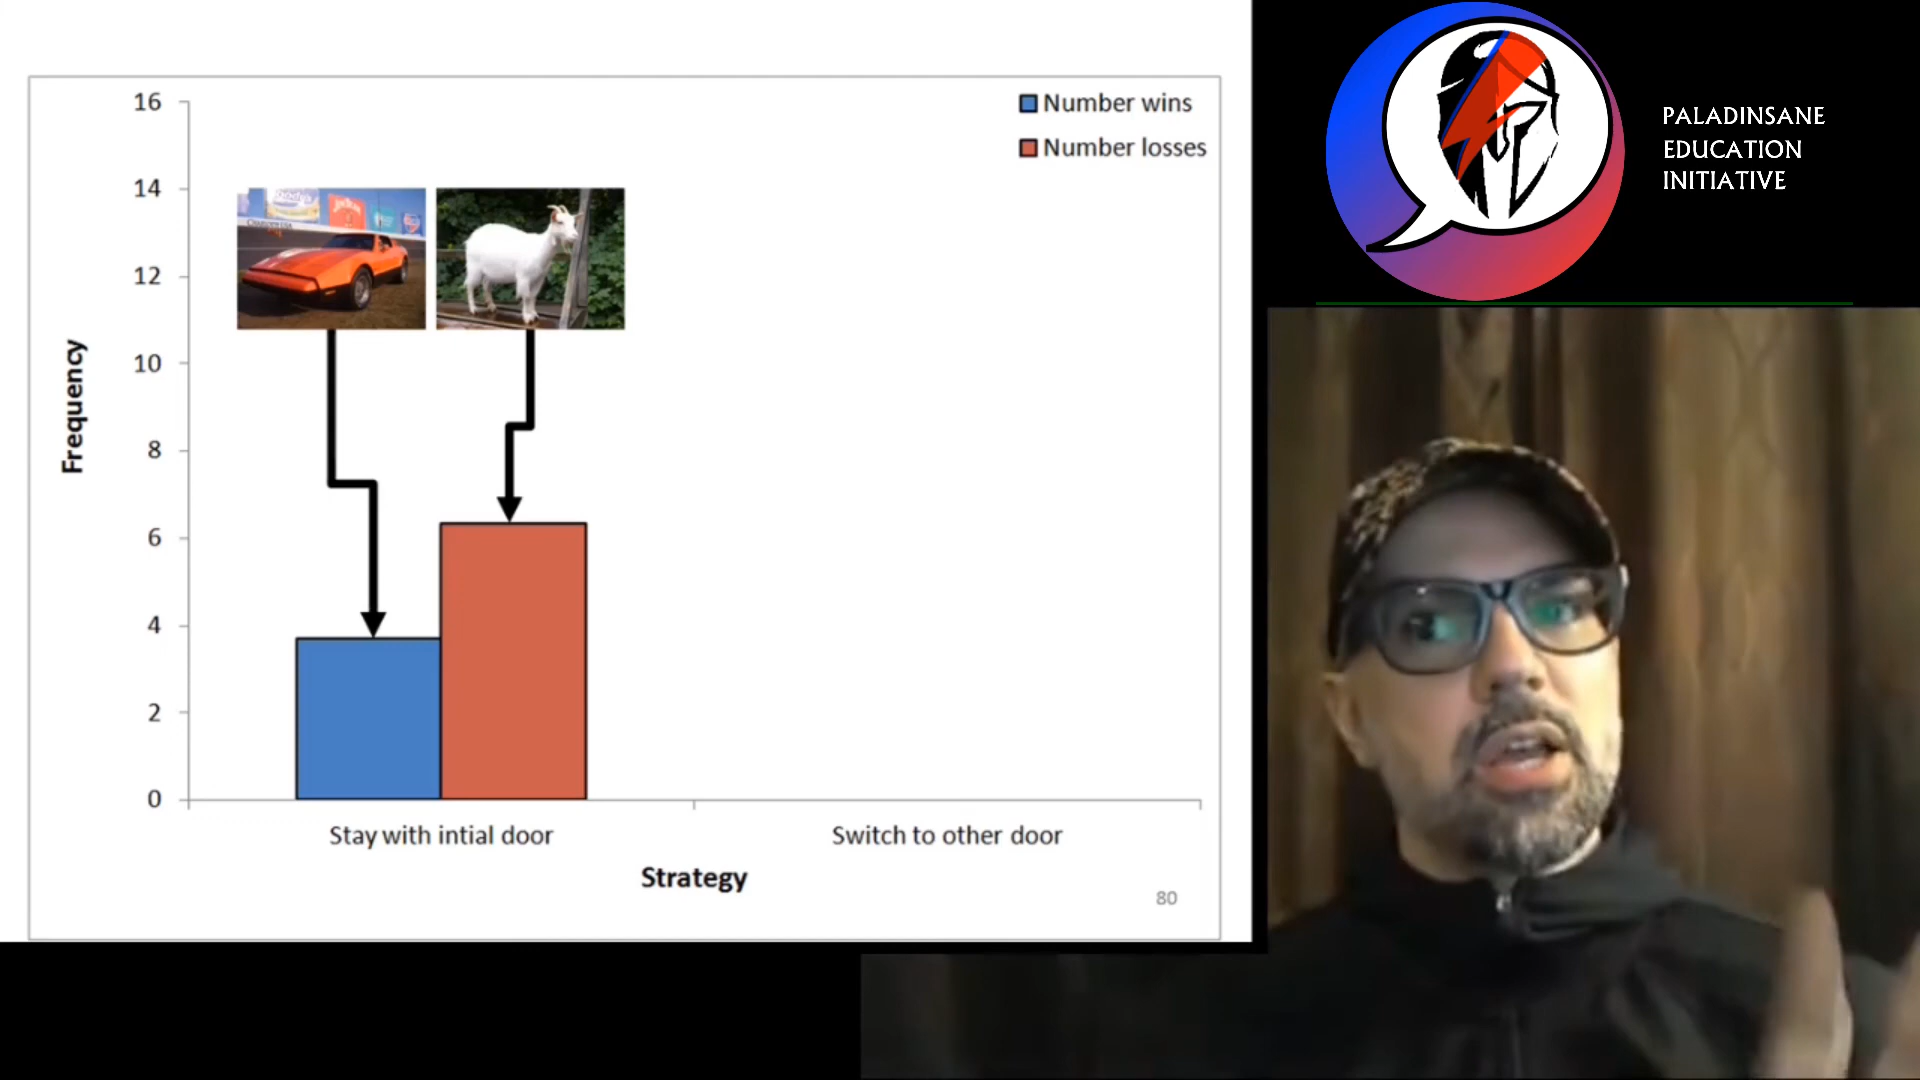 16
14
12
10
8
6
4
2
0
Frequency
Number wins
Number losses
Stay with intial door
Switch to other door
Strategy
80
PALADINSANE
EDUCATION
INITIATIVE